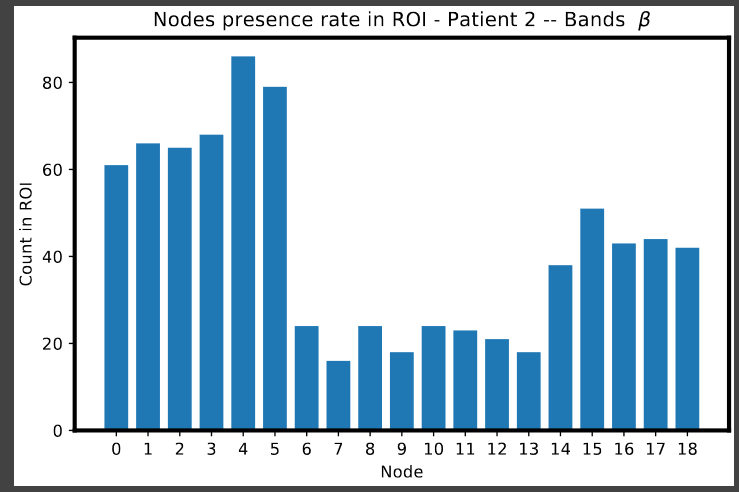 Nodes presence rate in ROI - Patient 2 -- Bands β
Count in ROI
80
60
40
20
0
0 1 2 3 4 5 6 7 8 9 10 11 12 13 14 15 16 17 18
Node